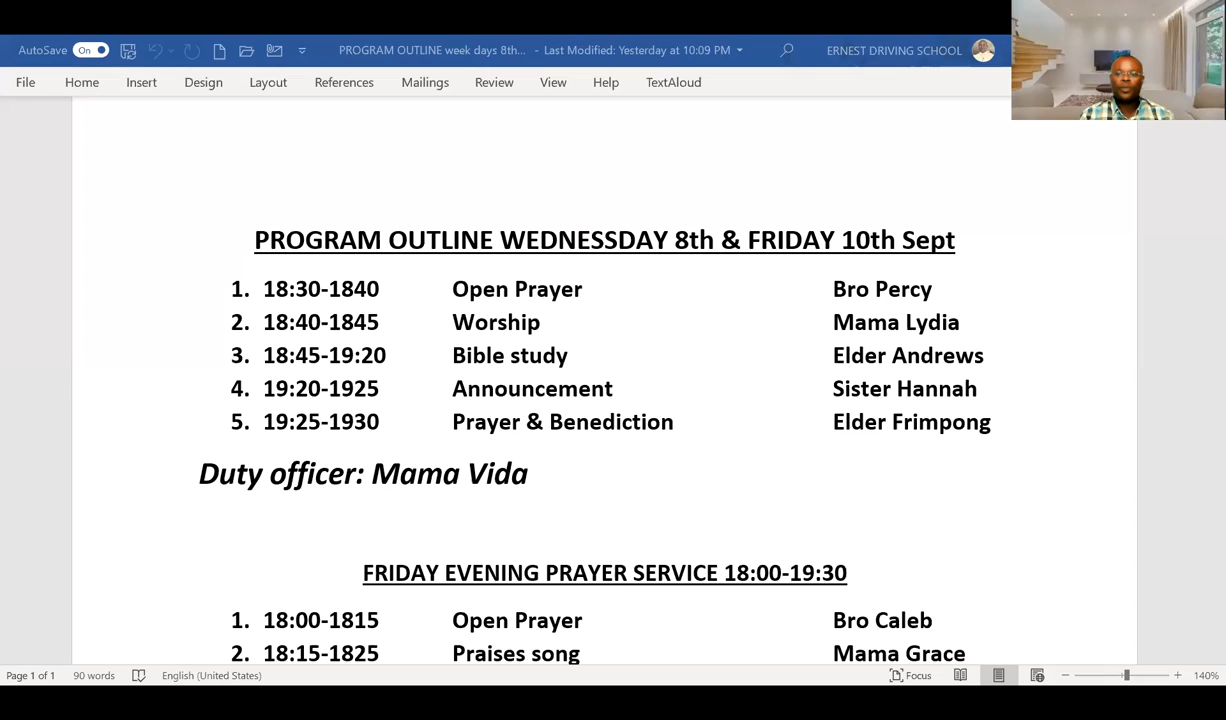 AutoSave On PROGRAM OUTLINE week days 8th... - Last Modified: Yesterday at 10:09 PM ERNEST DRIVING SCHOOL
File Home Insert Design Layout References Mailings Review View Help TextAloud
PROGRAM OUTLINE WEDNESSDAY 8th & FRIDAY 10th Sept
1. 18:30-1840 Open Prayer Bro Percy
2. 18:40-1845 Worship Mama Lydia
3. 18:45-19:20 Bible study Elder Andrews
4. 19:20-1925 Announcement Sister Hannah
5. 19:25-1930 Prayer & Benediction Elder Frimpong
Duty officer: Mama Vida
FRIDAY EVENING PRAYER SERVICE 18:00-19:30
1. 18:00-1815 Open Prayer Bro Caleb
2. 18:15-1825 Praises song Mama Grace
Page 1 of 1 90 words English (United States) Focus 140%